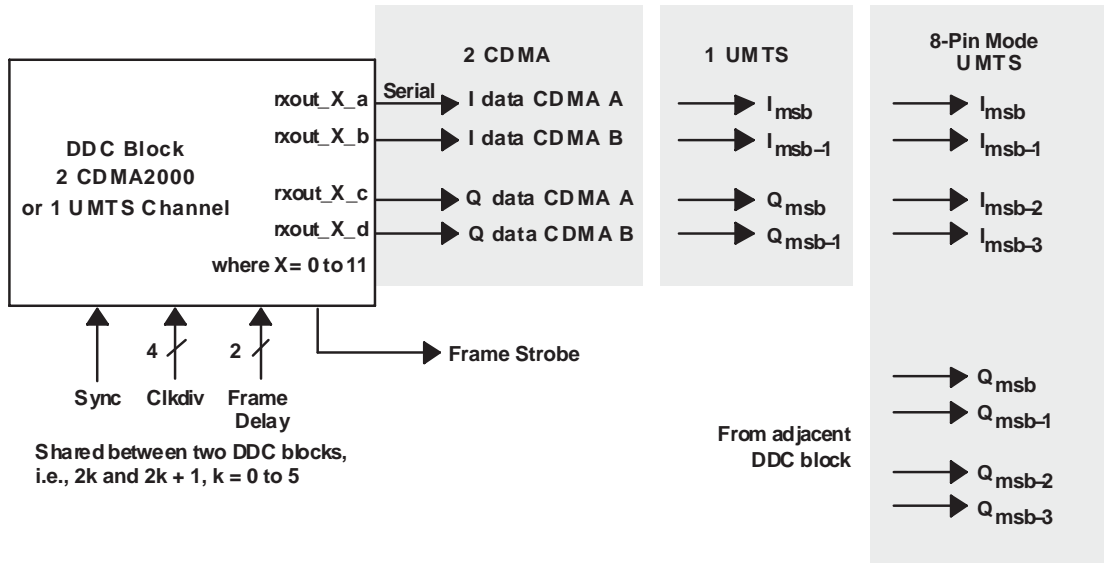 DDC Block
2 CDMA2000
or 1 UMTS Channel
rxout_X_a
rxout_X_b
rxout_X_c
rxout_X_d
where X = 0 to 11
Serial
2 CDMA
I data CDMA A
I data CDMA B
Q data CDMA A
Q data CDMA B
1 UMTS
Imsb
Imsb–1
Qmsb
Qmsb-1
8-Pin Mode
UMTS
Imsb
Imsb-1
Imsb-2
Imsb-3
4
2
Sync
Clkdiv
Frame
Delay
Frame Strobe
Shared between two DDC blocks,
i.e., 2k and 2k + 1, k = 0 to 5
From adjacent
DDC block
Qmsb
Qmsb-1
Qmsb–2
Qmsb–3